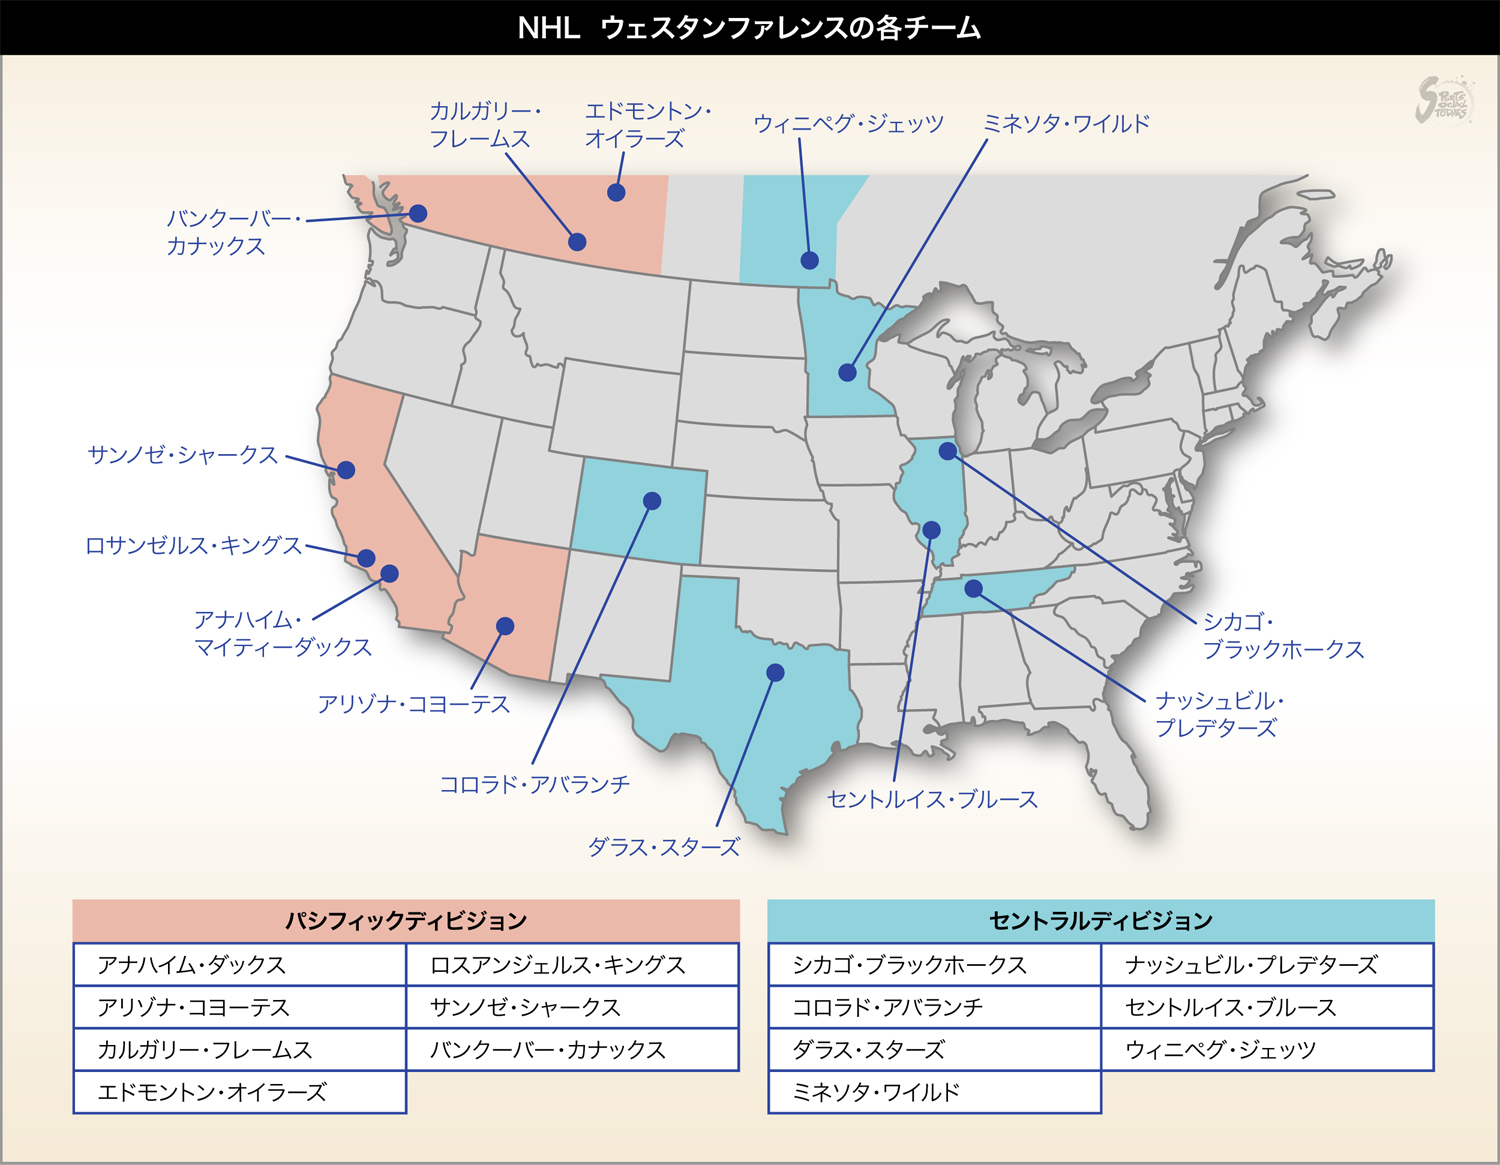 NHL ウェスタンファレンスの各チーム
SPORTS
SOCIAL
TOURS
カルガリー・
フレームス
エドモントン・
オイラーズ
ウィニペグ・ジェッツ
ミネソタ・ワイルド
バンクーバー・
カナックス
サンノゼ・シャークス
ロサンゼルス・キングス
アナハイム・
マイティーダックス
アリゾナ・コヨーテス
コロラド・アバランチ
ダラス・スターズ
セントルイス・ブルース
シカゴ・
ブラックホークス
ナッシュビル・
プレデターズ
パシフィックディビジョン
アナハイム・ダックス
ロスアンジェルス・キングス
アリゾナ・コヨーテス
サンノゼ・シャークス
カルガリー・フレームス
バンクーバー・カナックス
エドモントン・オイラーズ
セントラルディビジョン
シカゴ・ブラックホークス
ナッシュビル・プレデターズ
コロラド・アバランチ
セントルイス・ブルース
ダラス・スターズ
ウィニペグ・ジェッツ
ミネソタ・ワイルド